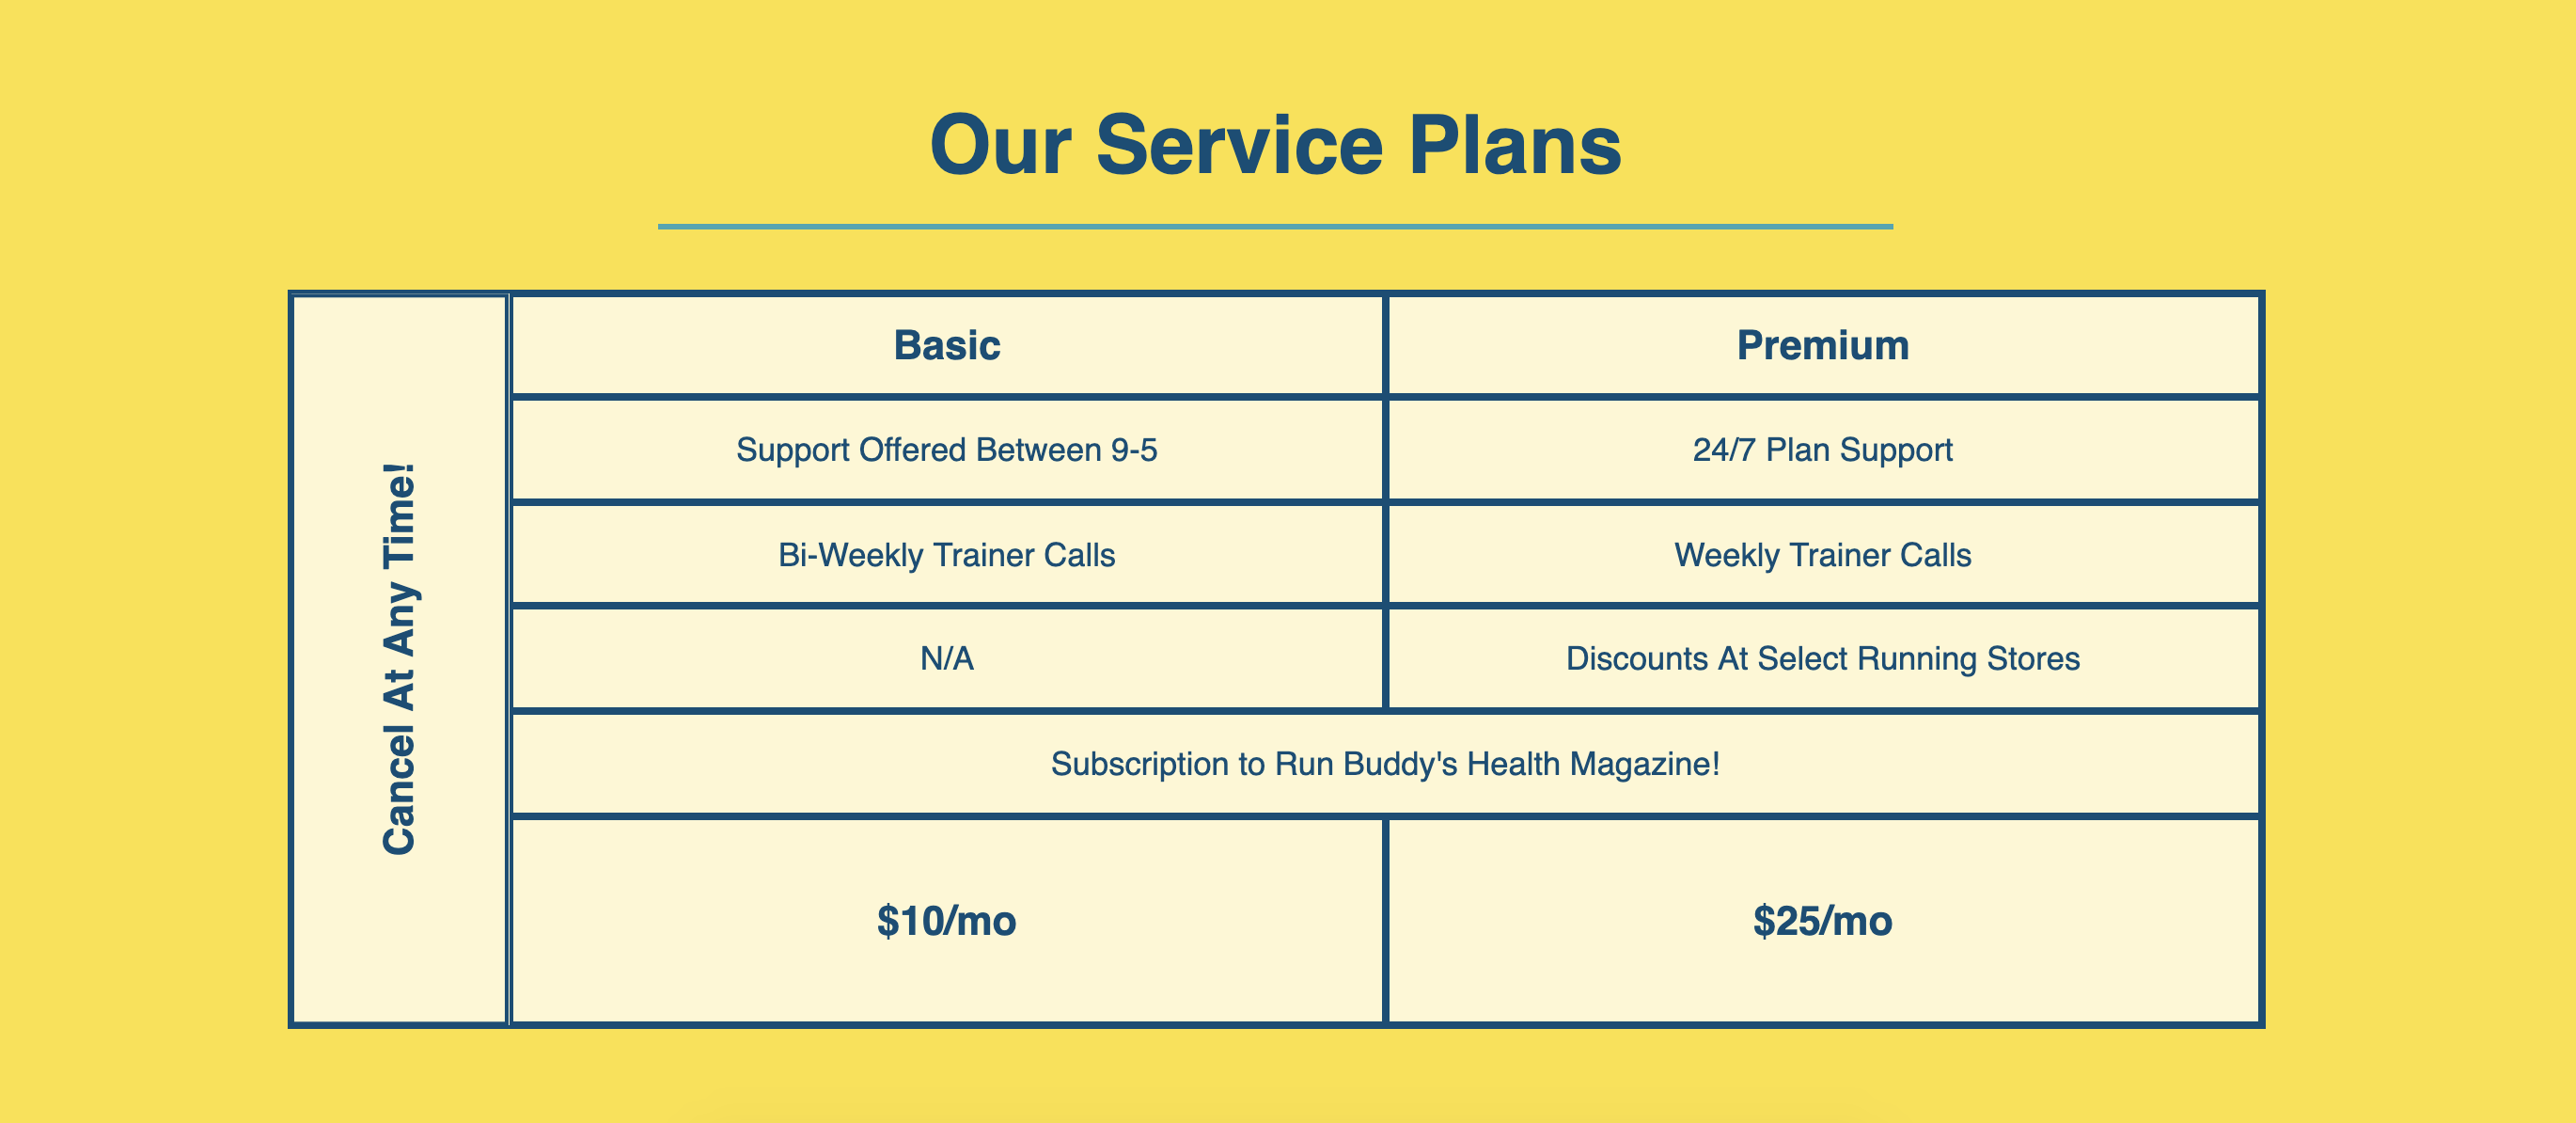 Our Service Plans
Cancel At Any Time!
Basic
Premium
Support Offered Between 9-5
24/7 Plan Support
Bi-Weekly Trainer Calls
Weekly Trainer Calls
N/A
Discounts At Select Running Stores
Subscription to Run Buddy's Health Magazine!
$10/mo
$25/mo